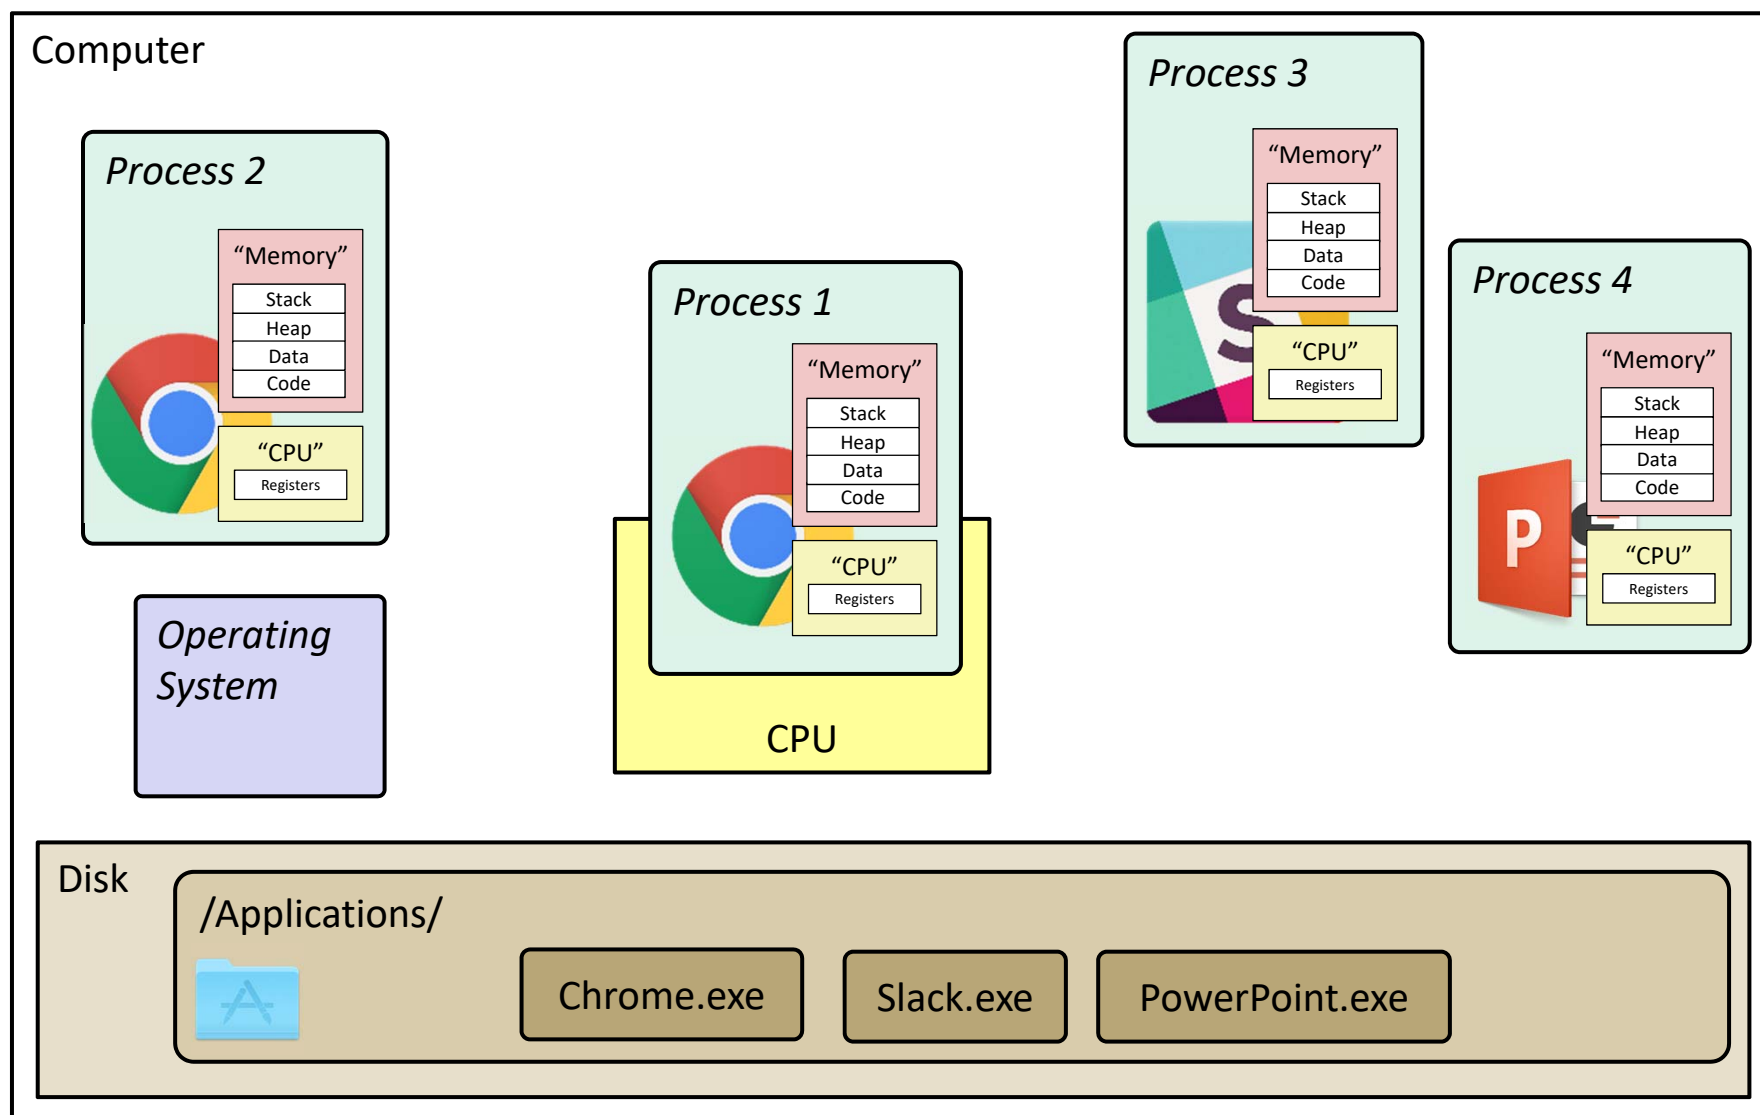 Computer
Process 2
“Memory”
Stack
Heap
Data
Code
“CPU”
Registers
Process 1
“Memory”
Stack
Heap
Data
Code
“CPU”
Registers
CPU
Process 3
“Memory”
Stack
Heap
Data
Code
“CPU”
Registers
S
Process 4
“Memory”
Stack
Heap
Data
Code
“CPU”
Registers
P
Operating
System
Disk
/Applications/
Chrome.exe
Slack.exe
PowerPoint.exe